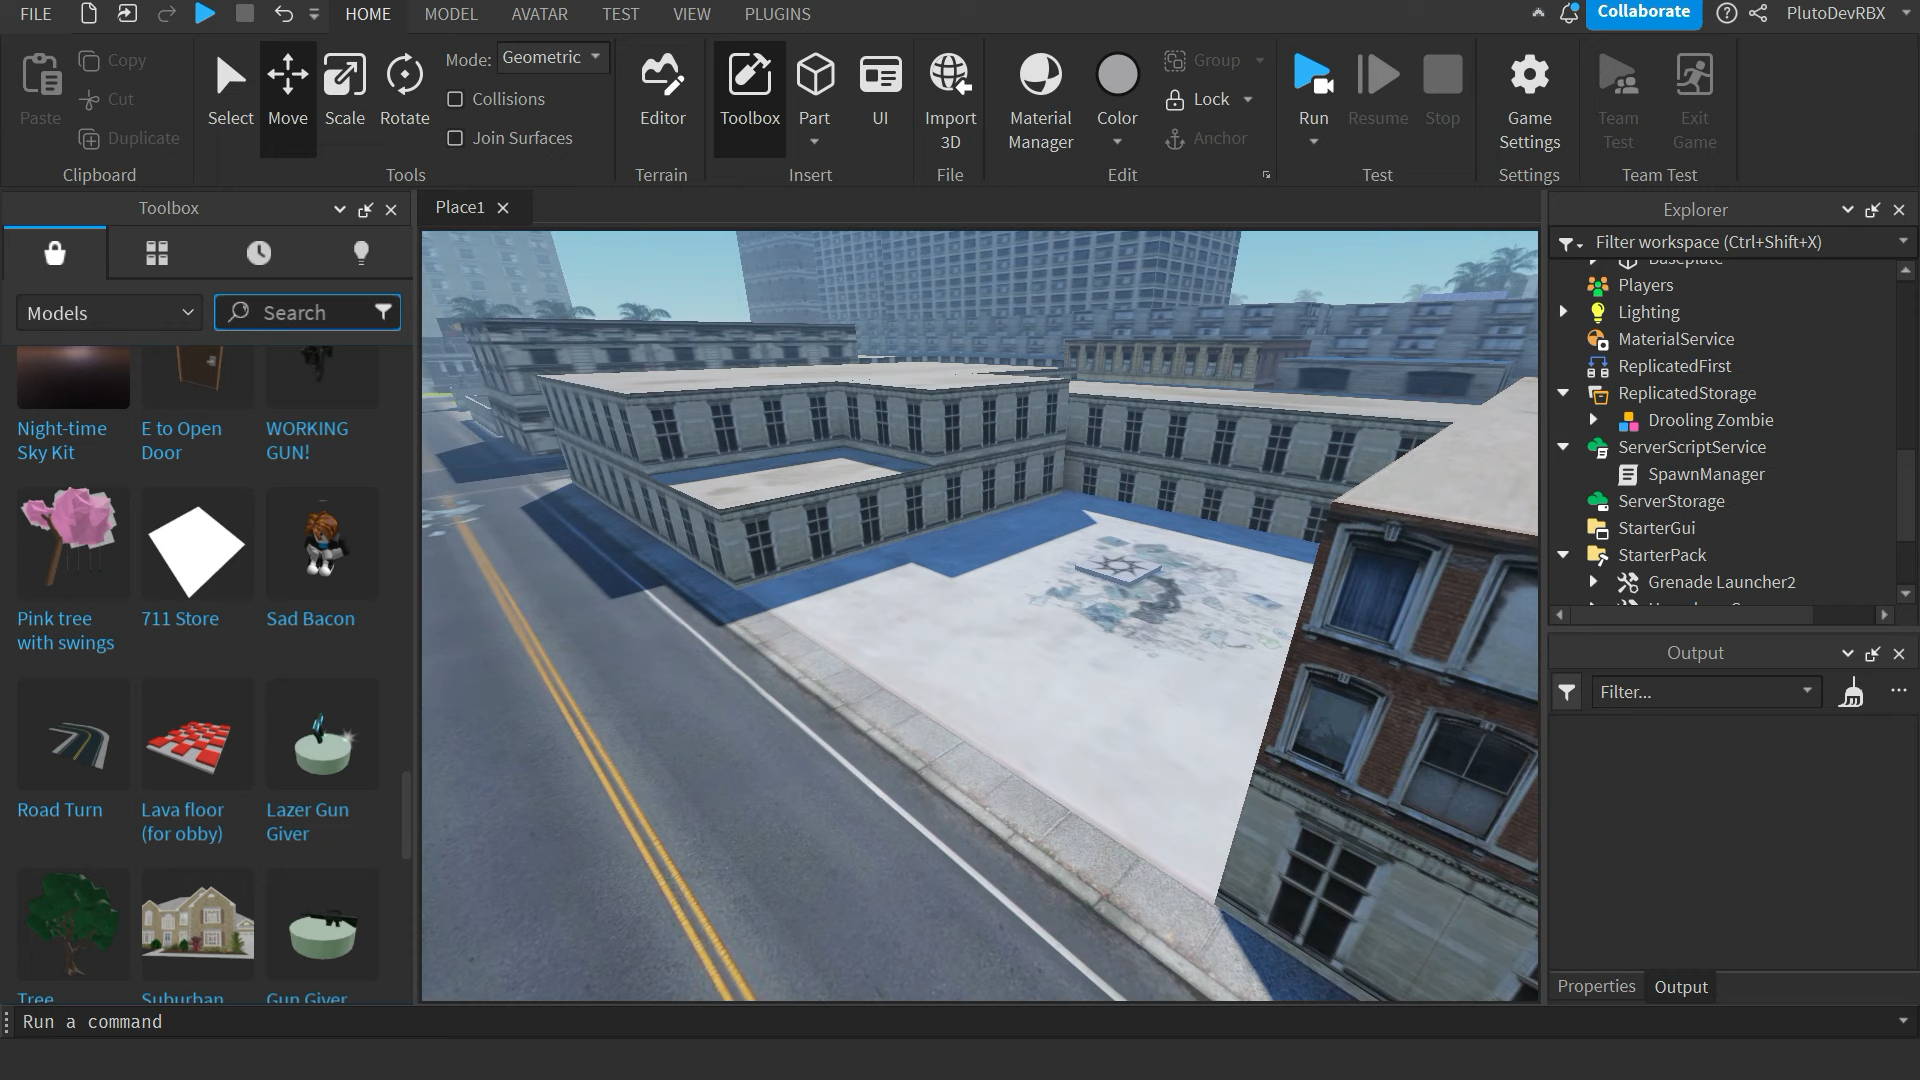 FILE
HOME
MODEL
AVATAR
TEST
VIEW
PLUGINS
Collaborate
PlutoDevRBX
Paste
Copy
Cut
Duplicate
Clipboard
Select
Move
Scale
Rotate
Mode: Geometric
Collisions
Join Surfaces
Tools
Editor
Terrain
Toolbox
Part
UI
Insert
Import
3D
File
Material
Manager
Color
Group
Lock
Anchor
Edit
Run
Resume
Stop
Test
Game
Settings
Settings
Team
Test
Exit
Game
Team Test
Toolbox
Models
Search
Night-time
Sky Kit
E to Open
Door
WORKING
GUN!
Pink tree
with swings
711 Store
Sad Bacon
Road Turn
Lava floor
(for obby)
Lazer Gun
Giver
Tree
Suburban
Gun Giver
Place1
Explorer
Filter workspace (Ctrl+Shift+X)
Baseplate
Players
Lighting
MaterialService
ReplicatedFirst
ReplicatedStorage
Drooling Zombie
ServerScriptService
SpawnManager
ServerStorage
StarterGui
StarterPack
Grenade Launcher2
Output
Filter...
Properties
Output
Run a command